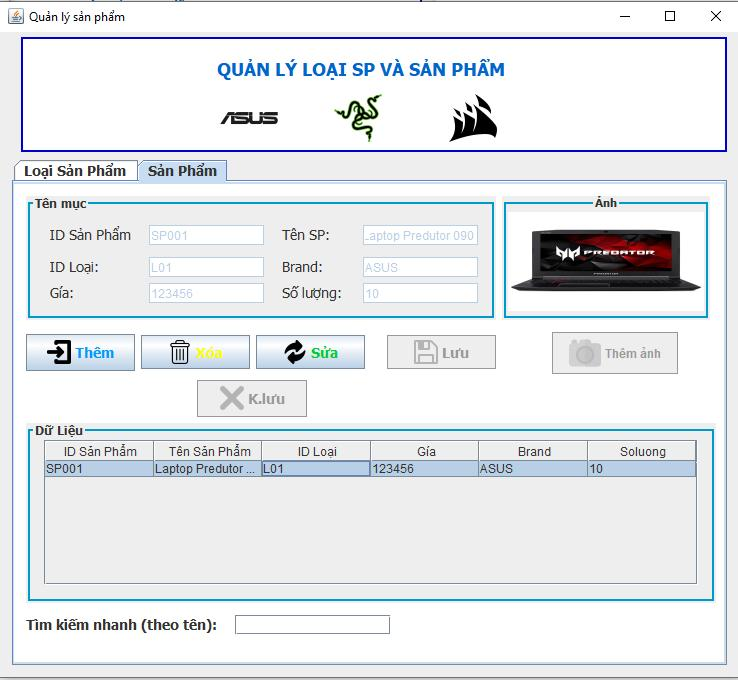 Quản lý sản phẩm
QUẢN LÝ LOẠI SP VÀ SẢN PHẨM
ASUS
Loại Sản Phẩm Sản Phẩm
Tên mục
Ảnh
ID Sản Phẩm SP001 Tên SP: Laptop Predutor 090
ID Loại: L01 Brand: ASUS
Gía: 123456 Số lượng: 10
PREDATOR
PREDATOR
Thêm Xóa Sửa Lưu Thêm ảnh
K.lưu
Dữ Liệu
ID Sản Phẩm Tên Sản Phẩm ID Loại Gía Brand Soluong
SP001 Laptop Predutor ... L01 123456 ASUS 10
Tìm kiếm nhanh (theo tên):